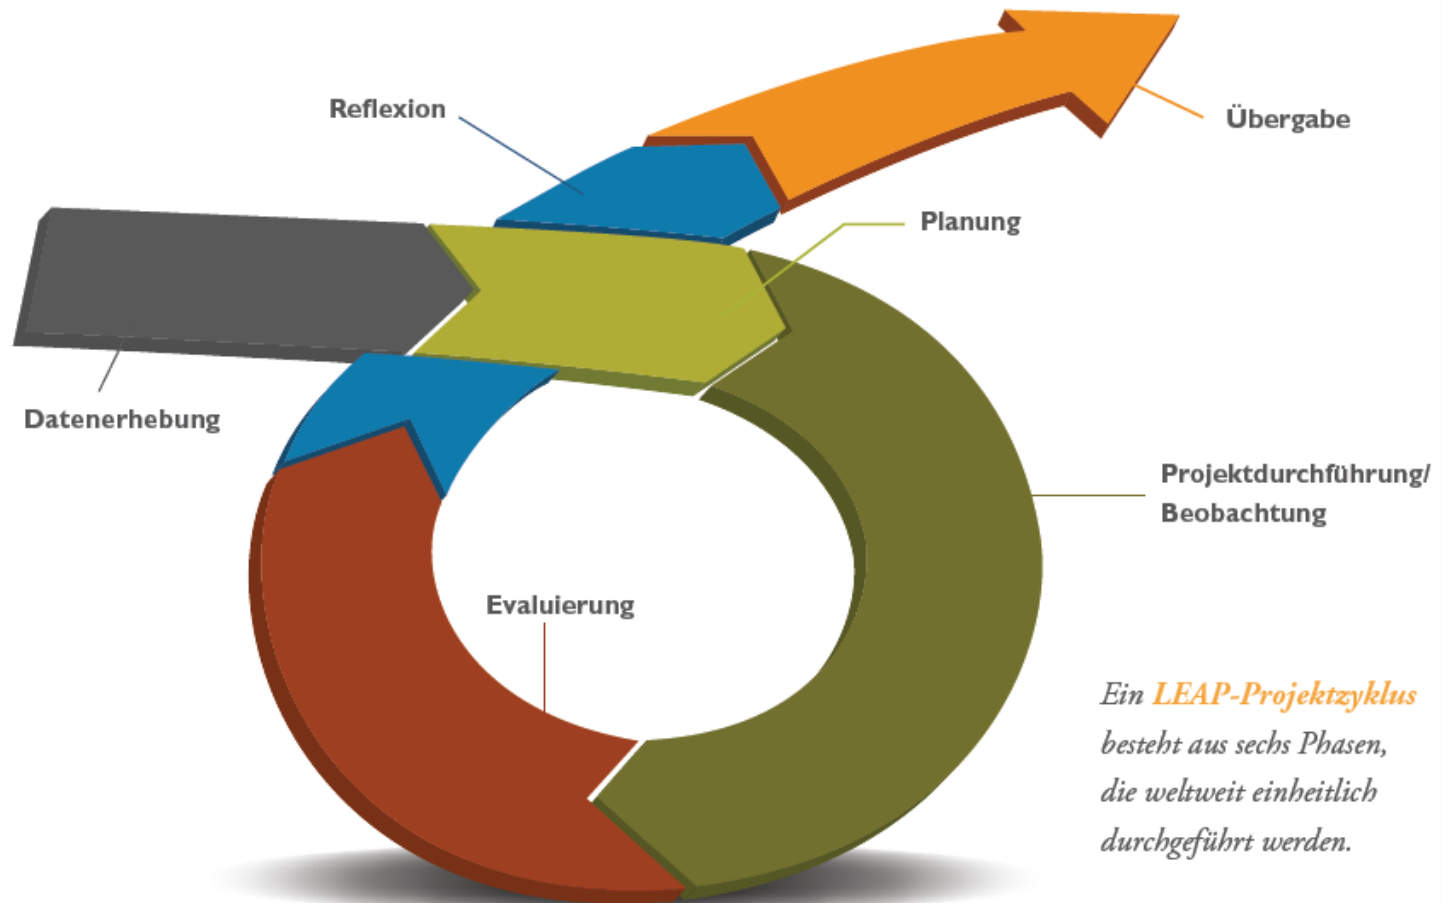 Reflexion
Übergabe
Planung
Datenerhebung
Projektdurchführung/
Beobachtung
Evaluierung
Ein LEAP-Projektzyklus
besteht aus sechs Phasen,
die weltweit einheitlich
durchgeführt werden.